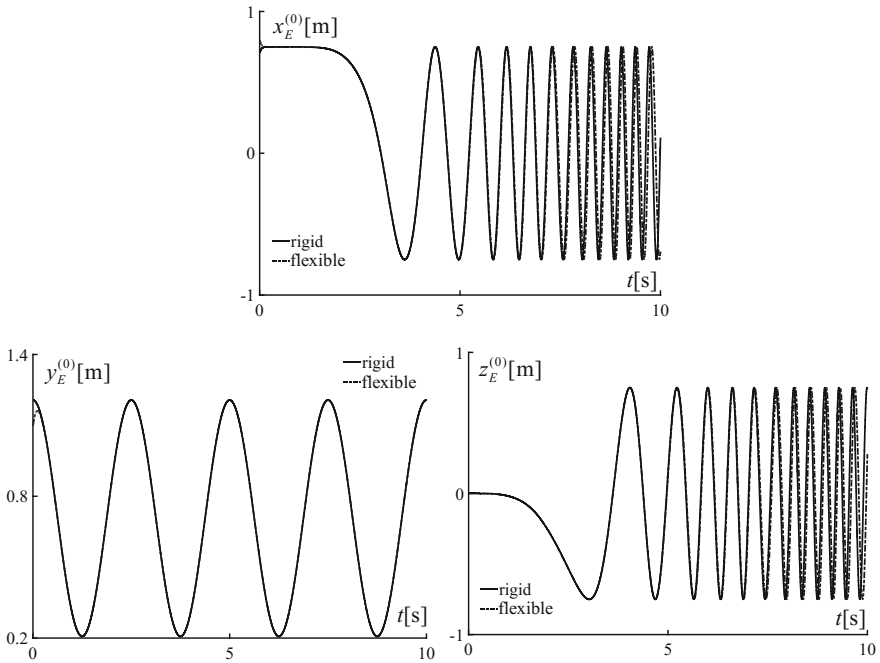 1
x_E^(0)[m]
0
rigid
flexible
t[s]
-1
0
5
10
1.4
y_E^(0)[m]
rigid
flexible
0.8
t[s]
0.2
0
5
10
1
z_E^(0)[m]
0
rigid
flexible
t[s]
-1
0
5
10